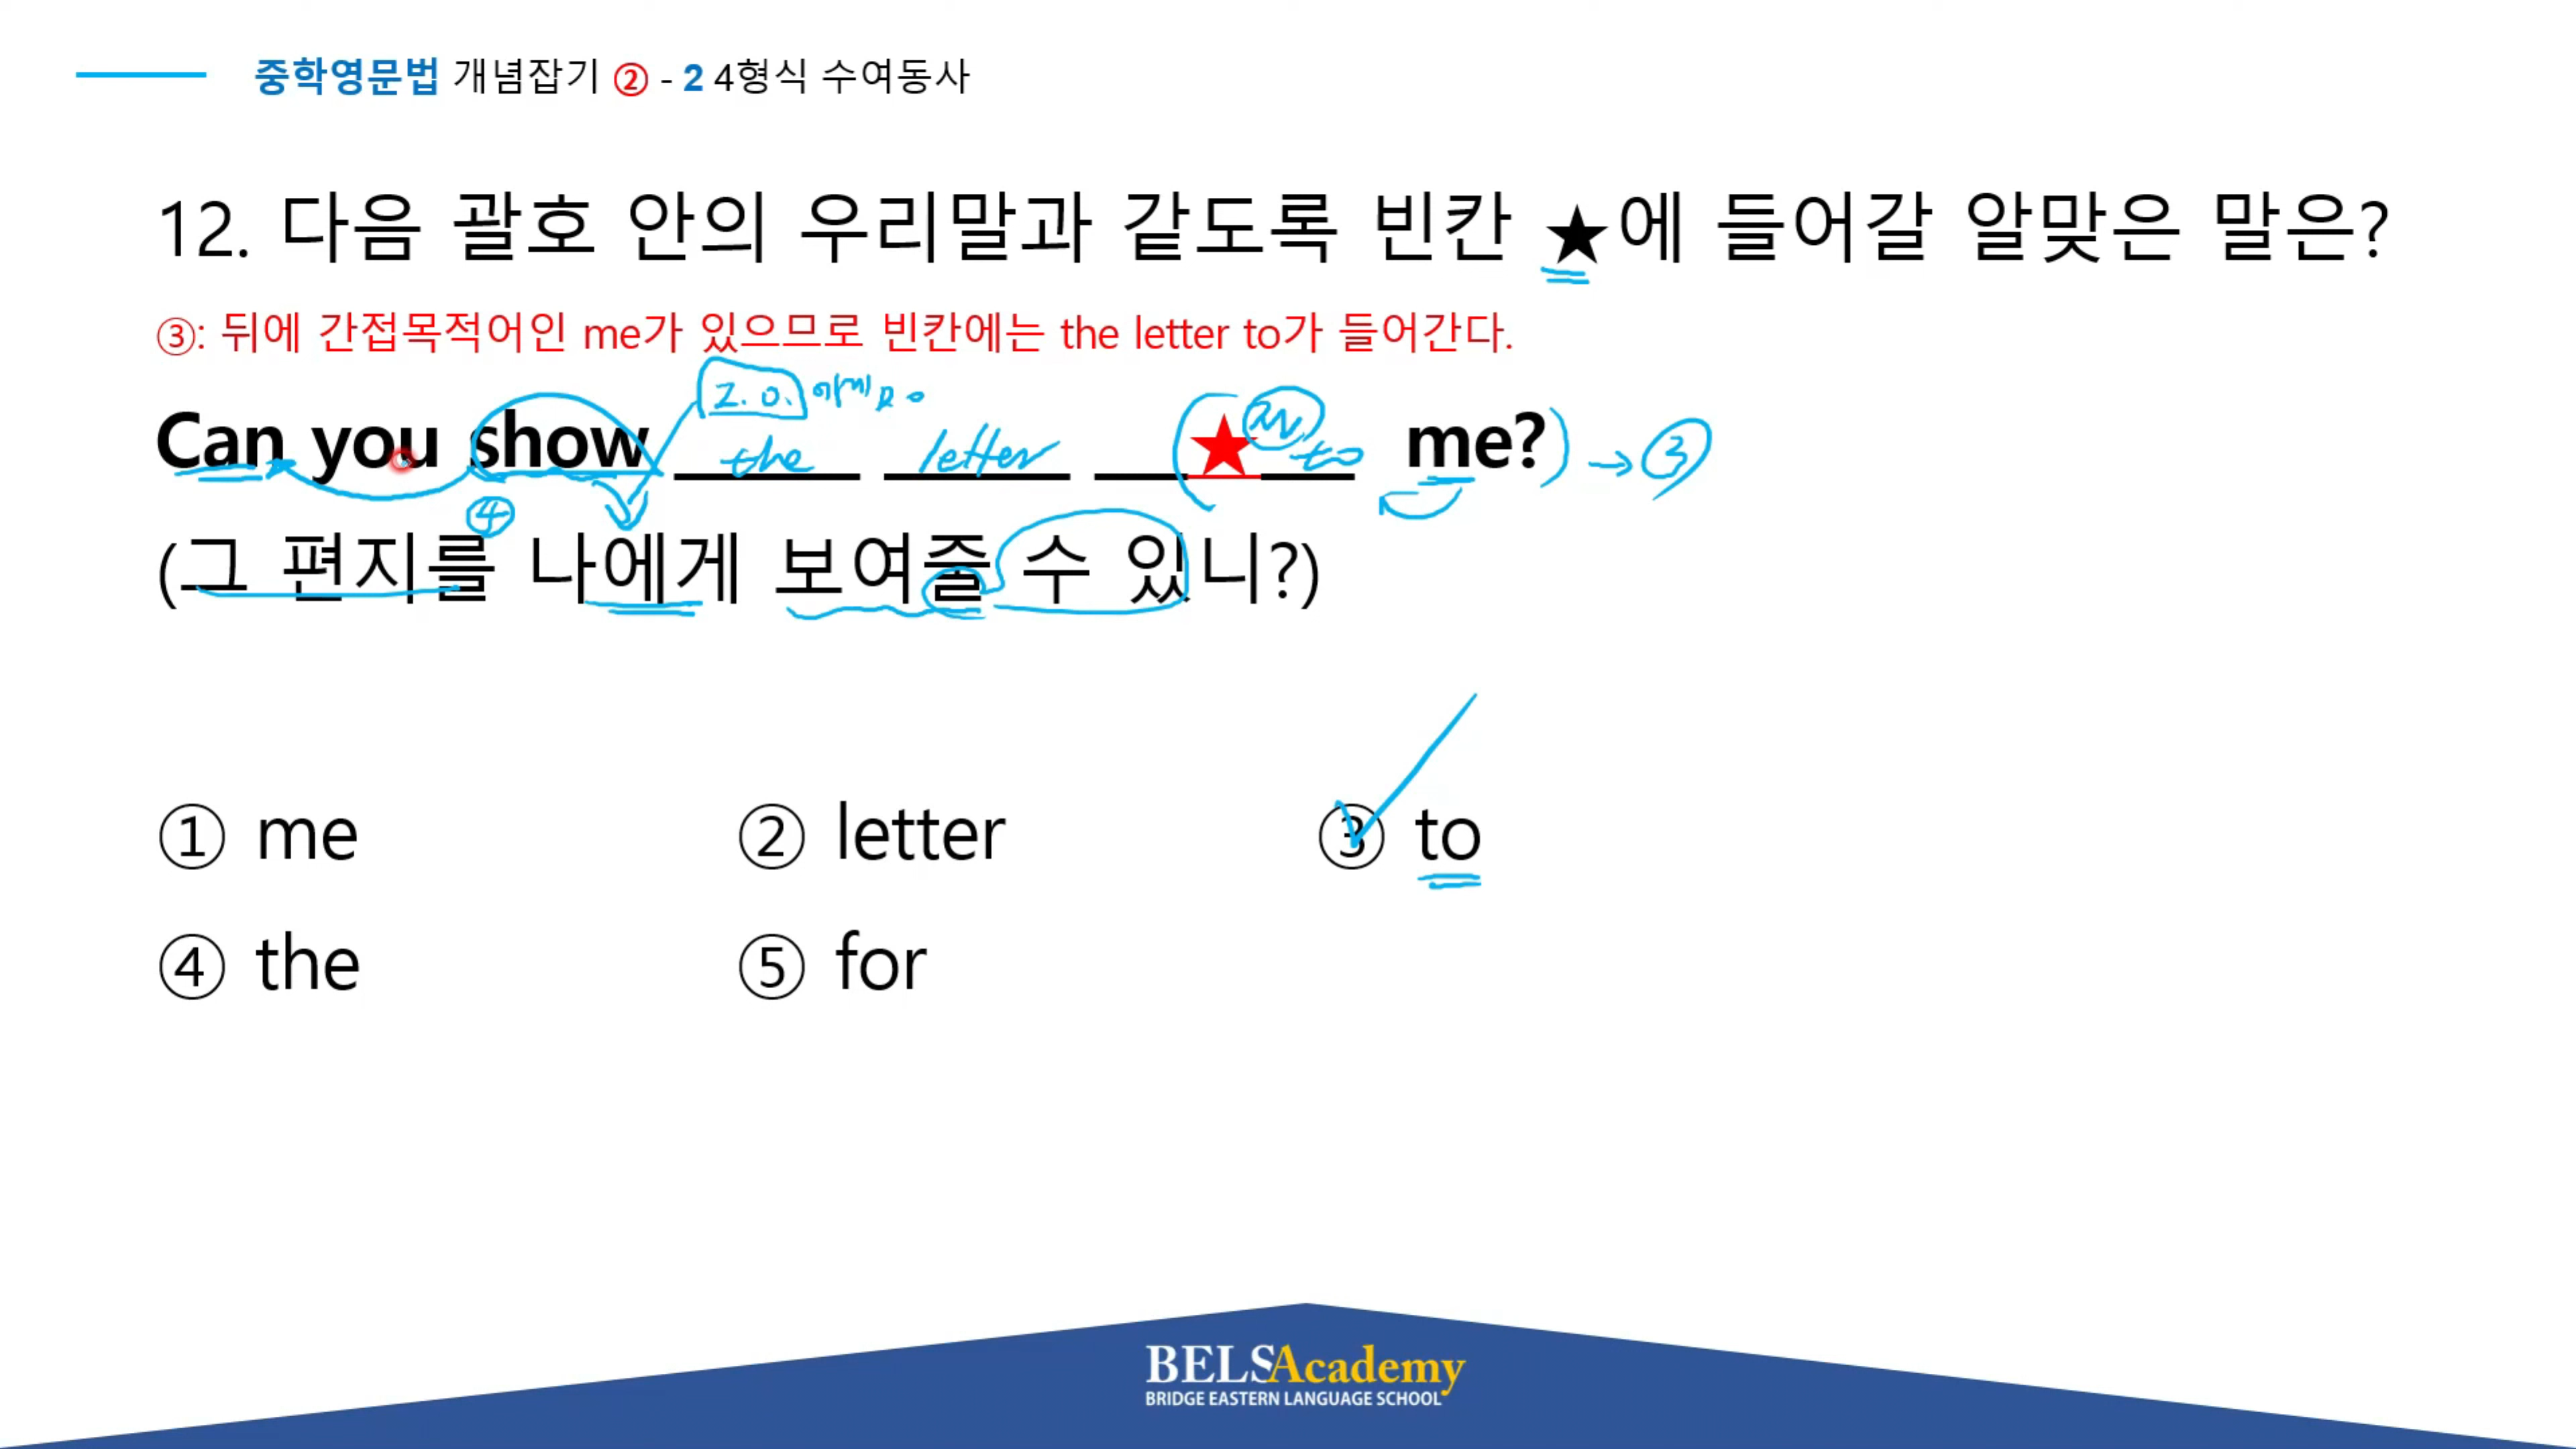 중학영문법 개념잡기 ② - 2 4형식 수여동사
12. 다음 괄호 안의 우리말과 같도록 빈칸 ★에 들어갈 알맞은 말은?
③: 뒤에 간접목적어인 me가 있으므로 빈칸에는 the letter to가 들어간다.
I.O.
Can you show the letter ★ to me?) → ③
④
(그 편지를 나에게 보여줄 수 있니?)
① me ② letter ③ to
④ the ⑤ for
BELSAcademy
BRIDGE EASTERN LANGUAGE SCHOOL